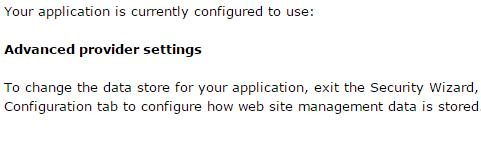 Your application is currently configured to use:
Advanced provider settings
To change the data store for your application, exit the Security Wizard,
Configuration tab to configure how web site management data is stored